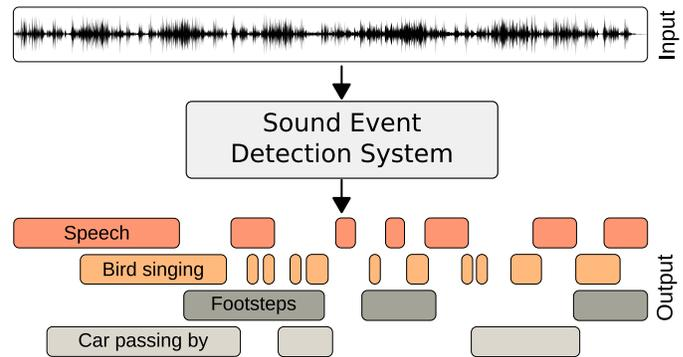 Input
Sound Event
Detection System
Speech
Bird singing
Footsteps
Car passing by
Output